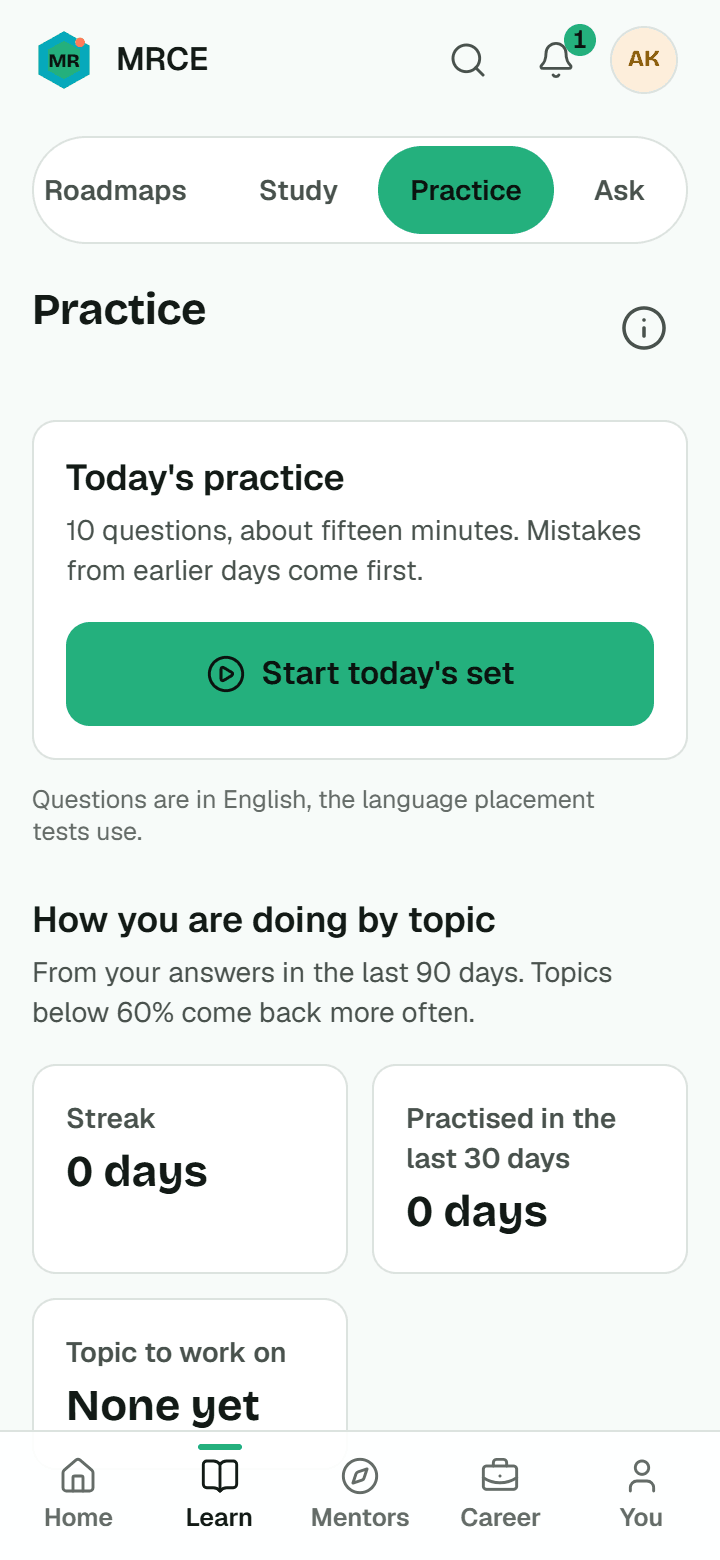 MR
MRCE
1
AK
Roadmaps
Study
Practice
Ask
Practice
Today's practice
10 questions, about fifteen minutes. Mistakes
from earlier days come first.
Start today's set
Questions are in English, the language placement
tests use.
How you are doing by topic
From your answers in the last 90 days. Topics
below 60% come back more often.
Streak
0 days
Practised in the
last 30 days
0 days
Topic to work on
None yet
Home
Learn
Mentors
Career
You